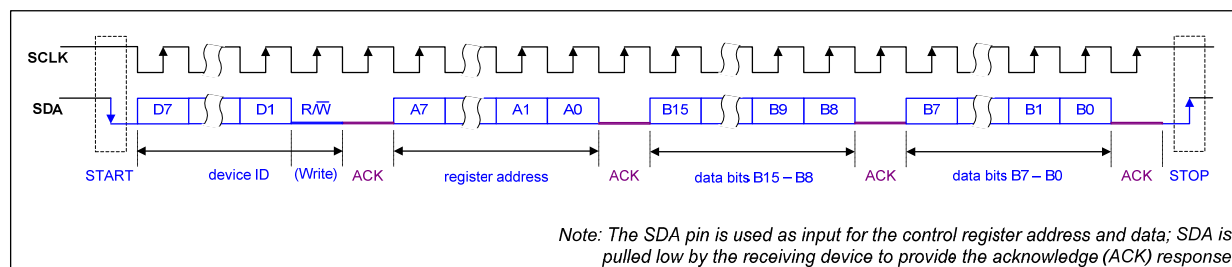 SCLK
SDA D7 D1 R/W̅ A7 A1 A0 B15 B9 B8 B7 B1 B0
START device ID (Write) ACK register address ACK data bits B15 – B8 ACK data bits B7 – B0 ACK STOP
Note: The SDA pin is used as input for the control register address and data; SDA is
pulled low by the receiving device to provide the acknowledge (ACK) response